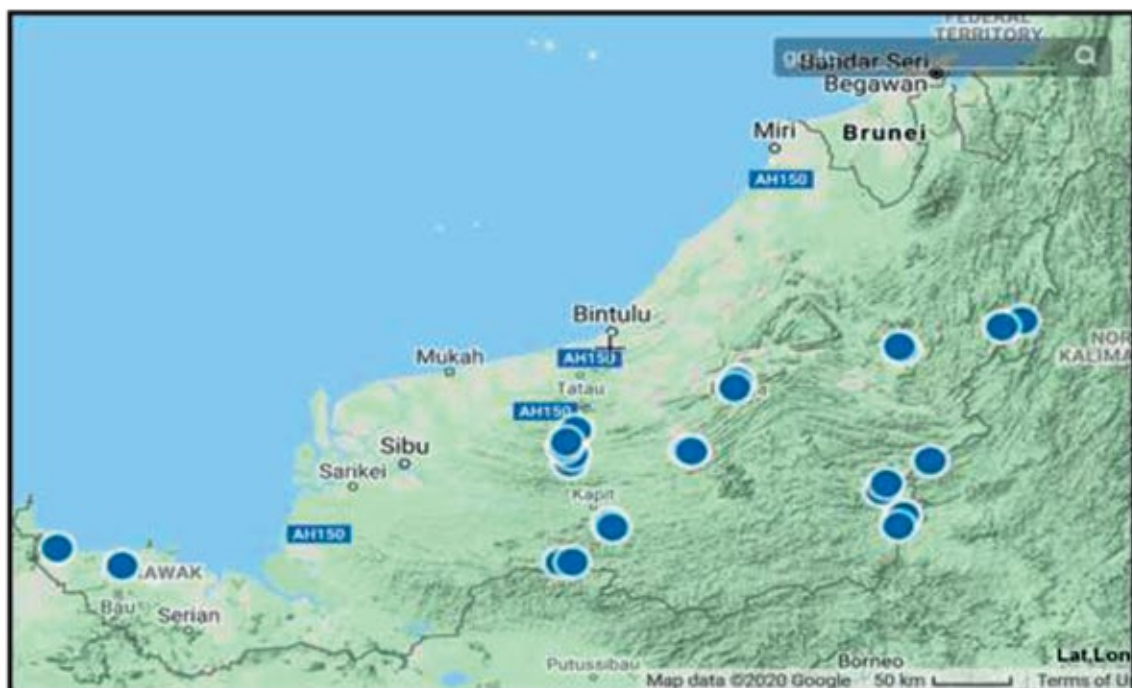 FEDERAL
TERRITORY
Bandar Seri
Begawan
Brunei
Miri
AH150
Bintulu
Mukah
AH150
Tatau
AH150
NOR
KALIMA
Sibu
Sarikei
Kapit
AH150
AWAK
Bau
Serian
Putussibau
Borneo
Lat,Lon
Map data ©2020 Google
50 km
Terms of U